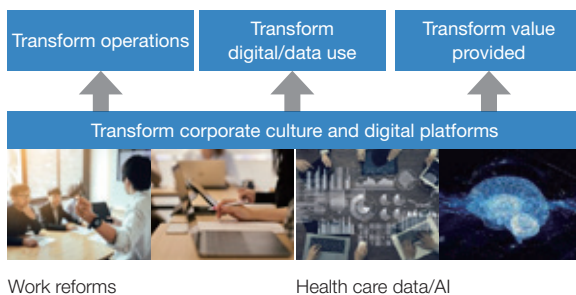 Transform operations
Transform
digital/data use
Transform value
provided
Transform corporate culture and digital platforms
Work reforms
Health care data/AI